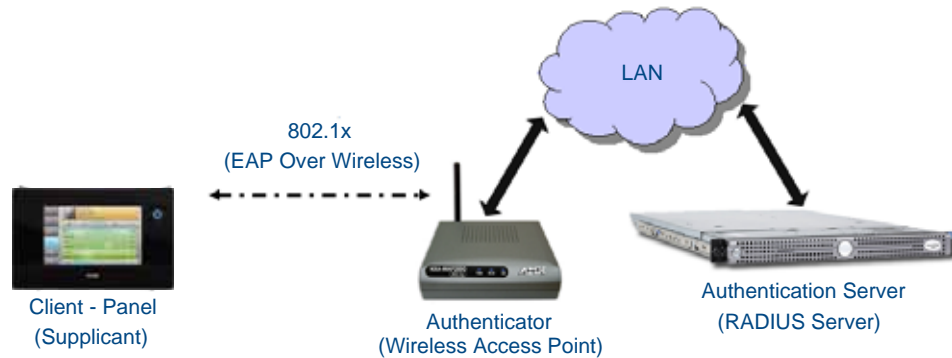 LAN
802.1x
(EAP Over Wireless)
Client - Panel
(Supplicant)
Authenticator
(Wireless Access Point)
Authentication Server
(RADIUS Server)